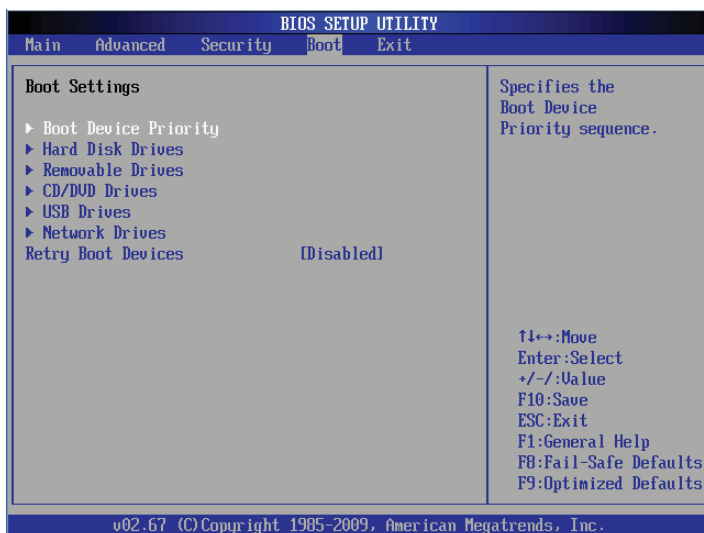 BIOS SETUP UTILITY
Main Advanced Security Boot Exit
Boot Settings
▶ Boot Device Priority
▶ Hard Disk Drives
▶ Removable Drives
▶ CD/DVD Drives
▶ USB Drives
▶ Network Drives
Retry Boot Devices [Disabled]
Specifies the
Boot Device
Priority sequence.
↑↓↔:Move
Enter:Select
+/-/:Value
F10:Save
ESC:Exit
F1:General Help
F8:Fail-Safe Defaults
F9:Optimized Defaults
v02.67 (C)Copyright 1985-2009, American Megatrends, Inc.